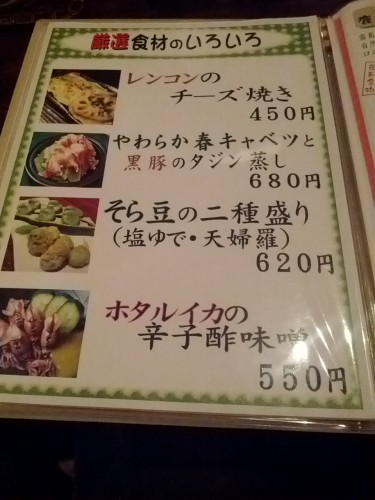 厳選食材のいろいろ
レンコンの
チーズ焼き
450円
やわらか春キャベツと
黒豚のタジン蒸し
680円
そら豆の二種盛り
(塩ゆで・天婦羅)
620円
ホタルイカの
辛子酢味噌
550円